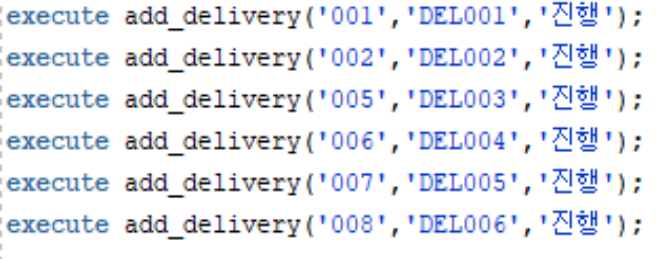 execute add_delivery('001','DEL001','진행');
execute add_delivery('002','DEL002','진행');
execute add_delivery('005','DEL003','진행');
execute add_delivery('006','DEL004','진행');
execute add_delivery('007','DEL005','진행');
execute add_delivery('008','DEL006','진행');